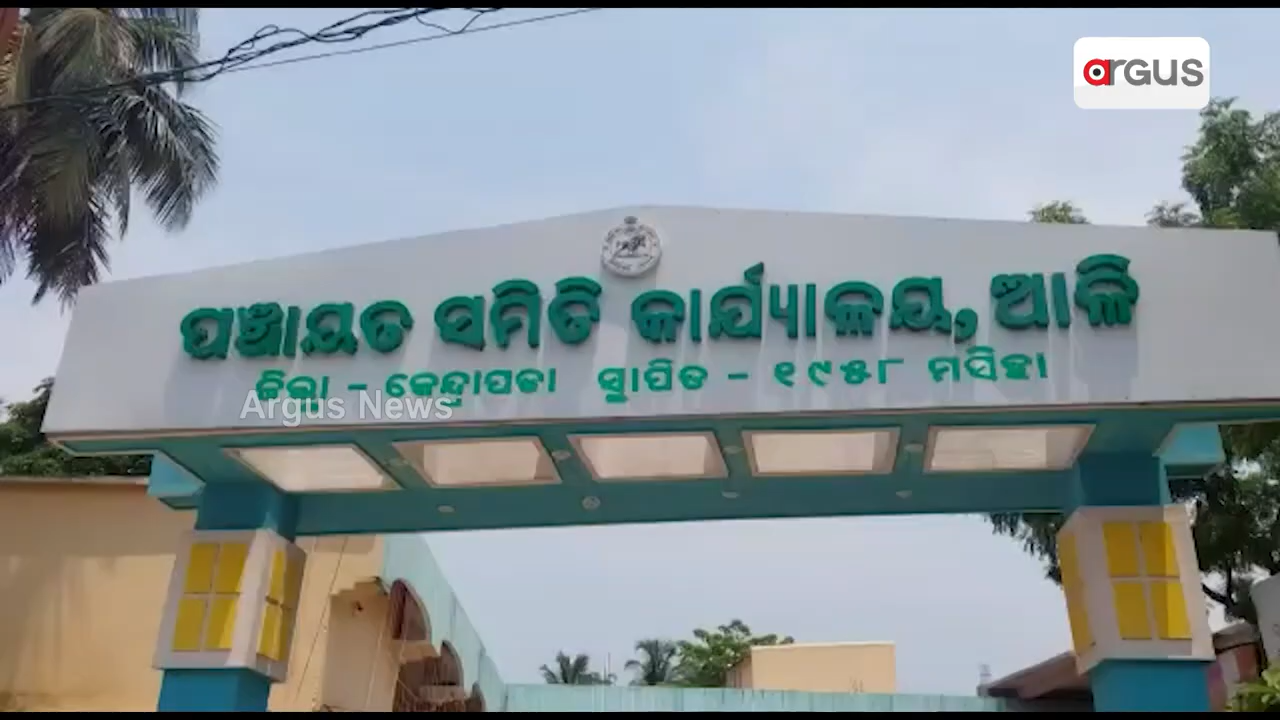 argus
ପଞ୍ଚାୟତ ସମିତି କାର୍ଯ୍ୟାଳୟ, ଆଳି
ଜିଲ୍ଲା - କେନ୍ଦ୍ରାପଡା ସ୍ଥାପିତ - ୧୯୫୮ ମସିହା
Argus News